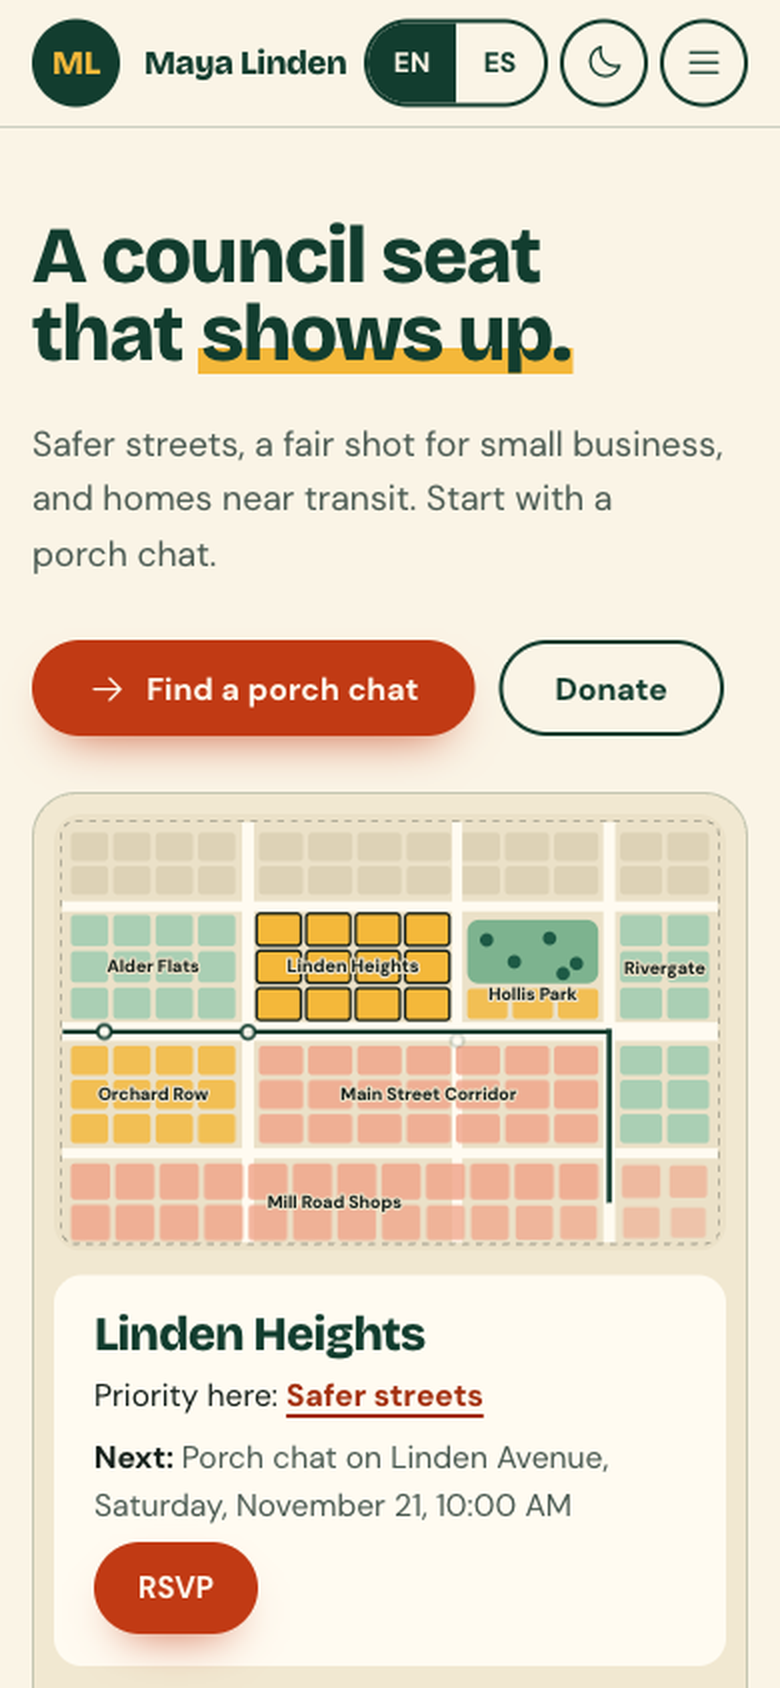 ML Maya Linden EN ES
A council seat
that shows up.
Safer streets, a fair shot for small business,
and homes near transit. Start with a
porch chat.
→ Find a porch chat Donate
Alder Flats Linden Heights Rivergate
Hollis Park
Orchard Row Main Street Corridor
Mill Road Shops
Linden Heights
Priority here: Safer streets
Next: Porch chat on Linden Avenue,
Saturday, November 21, 10:00 AM
RSVP